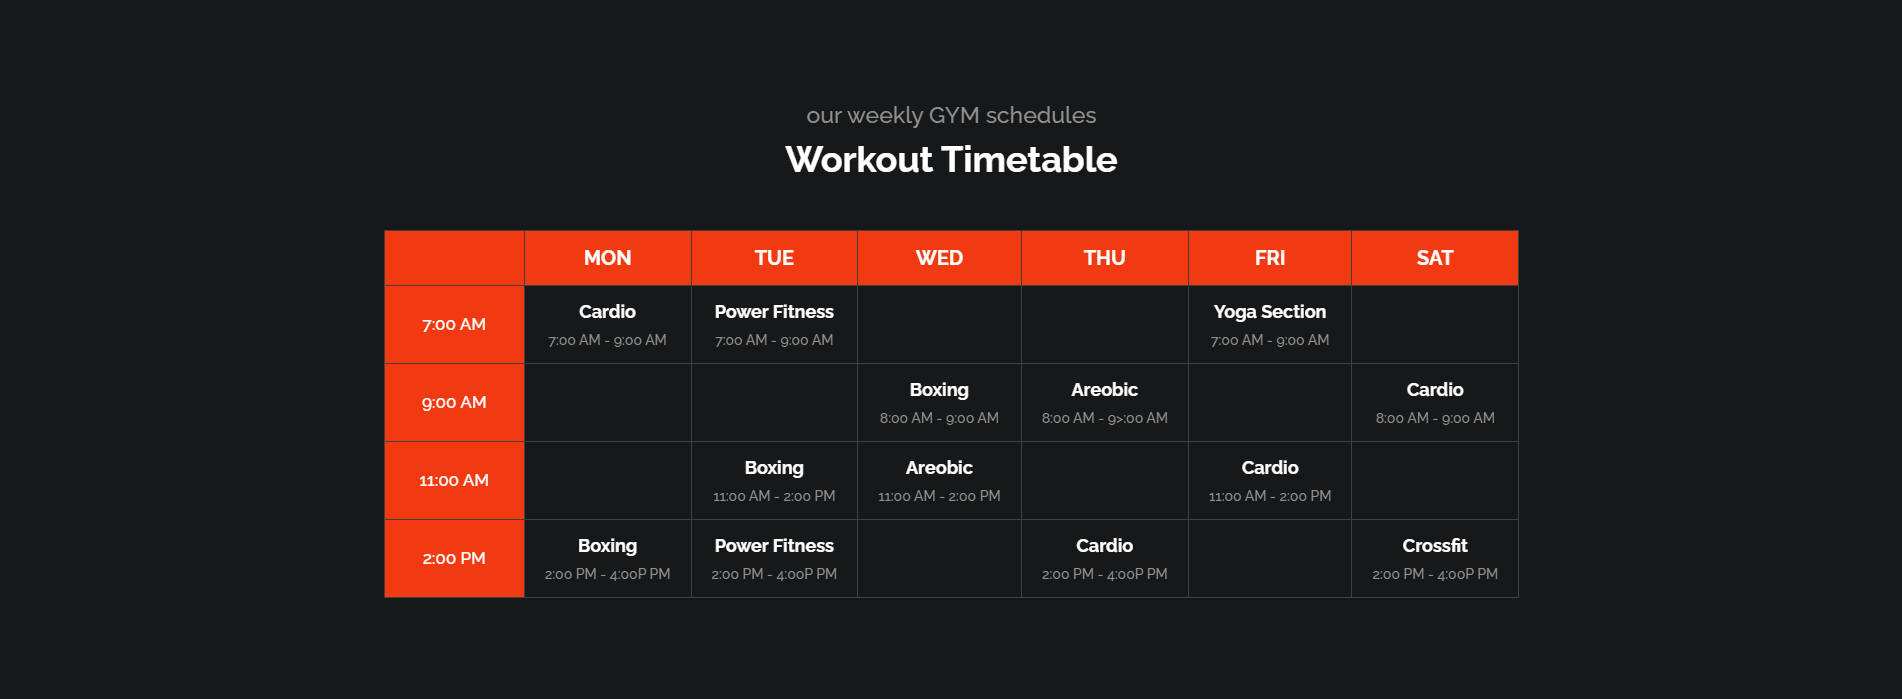 our weekly GYM schedules
Workout Timetable
MON TUE WED THU FRI SAT
7:00 AM
Cardio
7:00 AM - 9:00 AM
Power Fitness
7:00 AM - 9:00 AM
Yoga Section
7:00 AM - 9:00 AM
9:00 AM
Boxing
8:00 AM - 9:00 AM
Areobic
8:00 AM - 9>:00 AM
Cardio
8:00 AM - 9:00 AM
11:00 AM
Boxing
11:00 AM - 2:00 PM
Areobic
11:00 AM - 2:00 PM
Cardio
11:00 AM - 2:00 PM
2:00 PM
Boxing
2:00 PM - 4:00P PM
Power Fitness
2:00 PM - 4:00P PM
Cardio
2:00 PM - 4:00P PM
Crossfit
2:00 PM - 4:00P PM